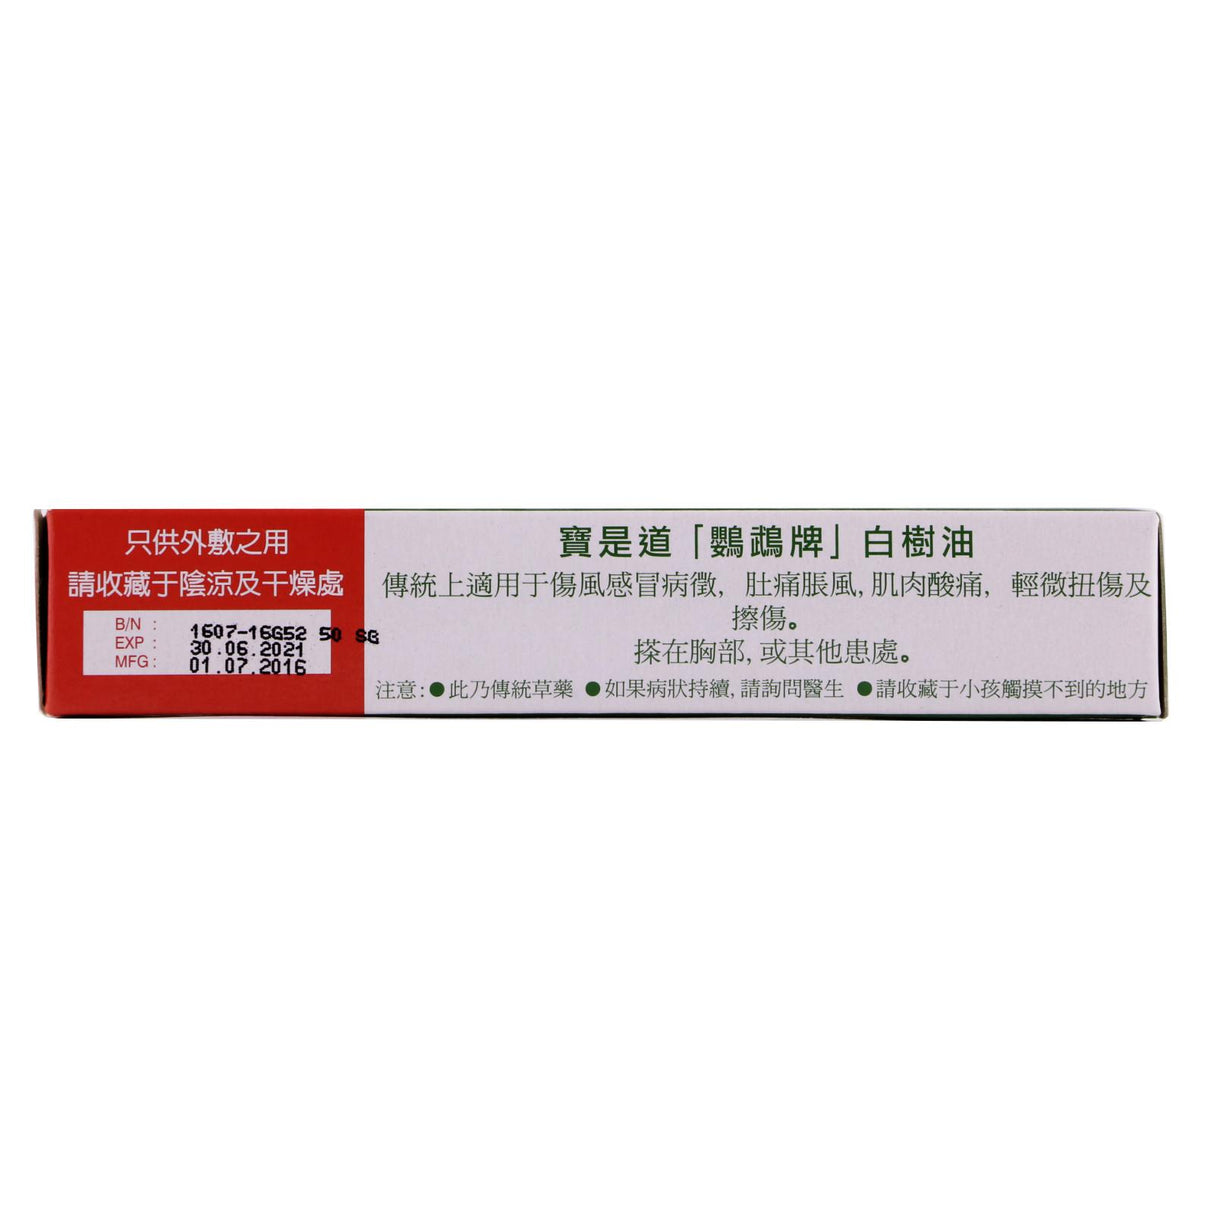 只供外敷之用
請收藏于陰涼及干燥處
B/N : 1607-16G52 50 SG
EXP : 30.06.2021
MFG: 01.07.2016
寶是道「鸚鵡牌」白樹油
傳統上適用于傷風感冒病徵, 肚痛脹風, 肌肉酸痛, 輕微扭傷及
擦傷。
搽在胸部, 或其他患處。
注意:●此乃傳統草藥 ●如果病狀持續, 請詢問醫生 ●請收藏于小孩觸摸不到的地方